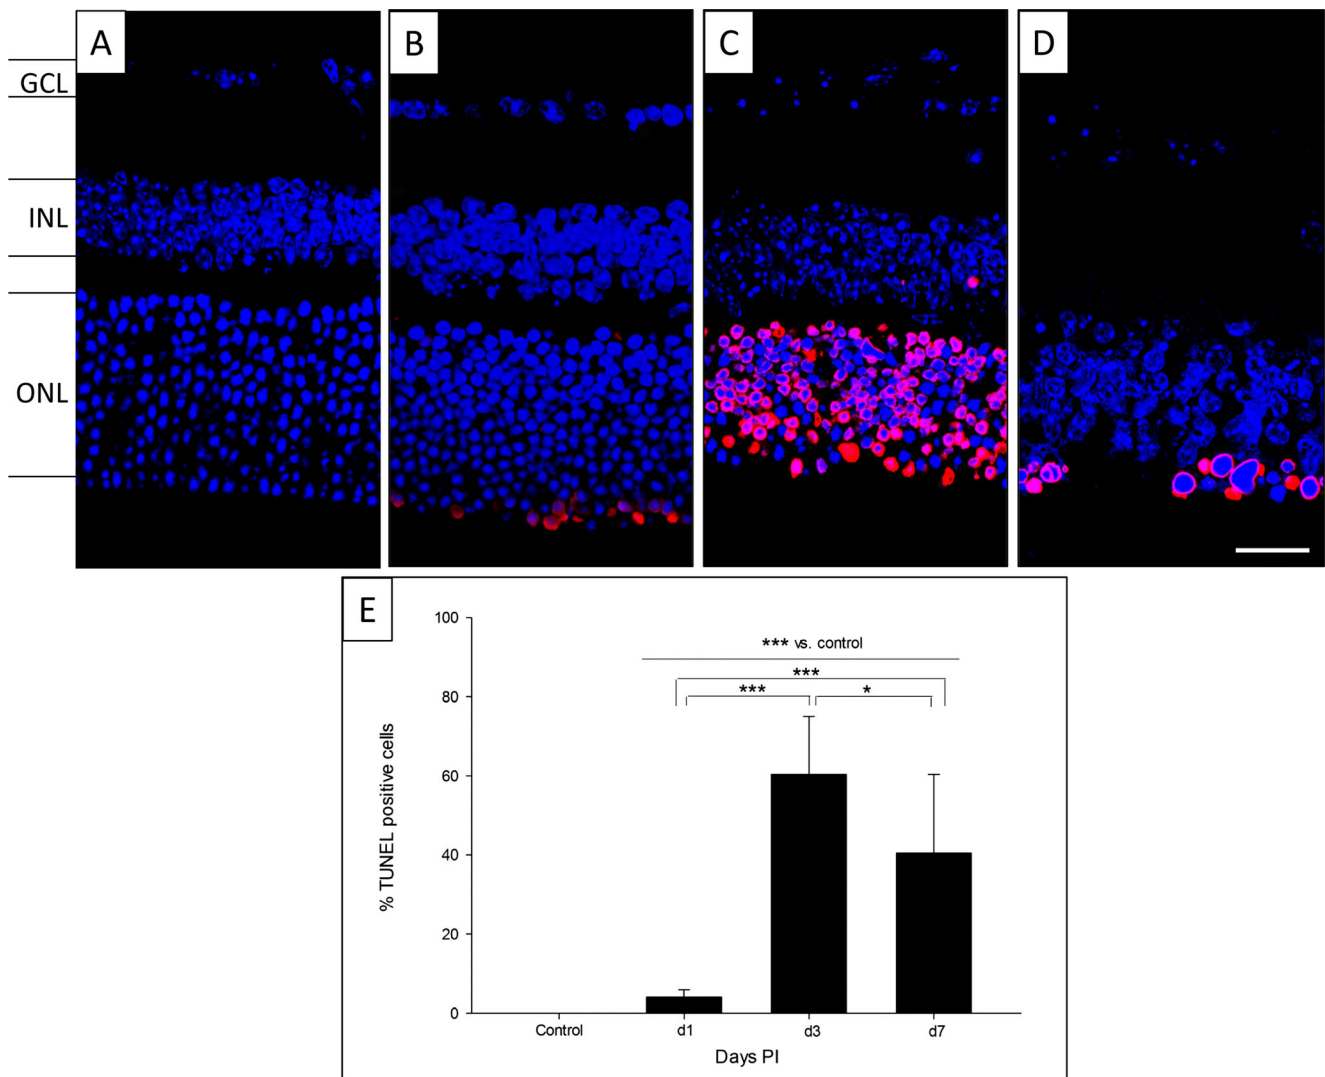 A
B
C
D
GCL
INL
ONL
E
100
80
60
40
20
0
% TUNEL positive cells
*** vs. control
***
***
*
Control
d1
d3
d7
Days PI